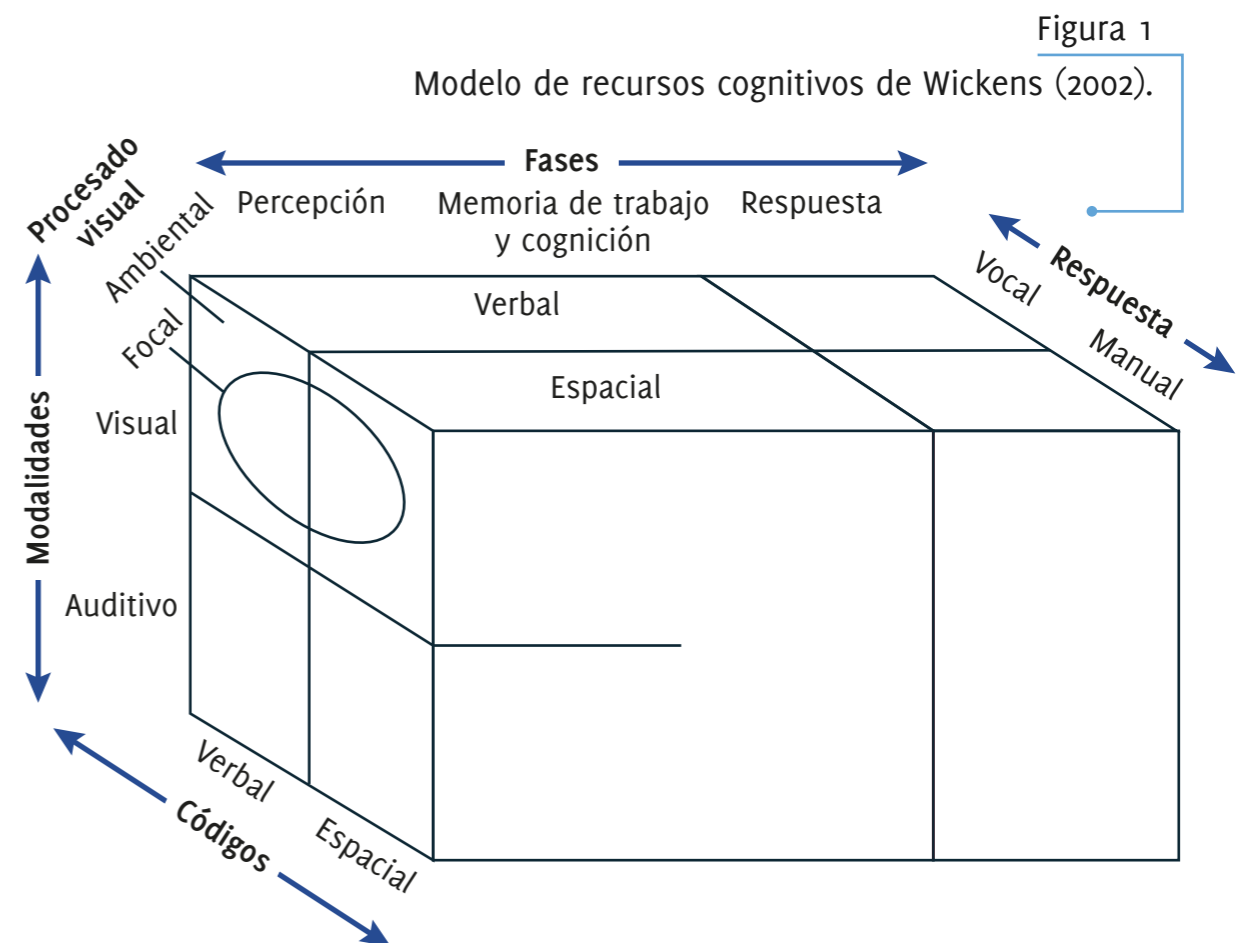 Figura 1
Modelo de recursos cognitivos de Wickens (2002).
Fases
Percepción
Memoria de trabajo
y cognición
Respuesta
Procesado
visual
Ambiental
Focal
Vocal
Respuesta
Manual
Verbal
Espacial
Modalidades
Visual
Auditivo
Verbal
Códigos
Espacial